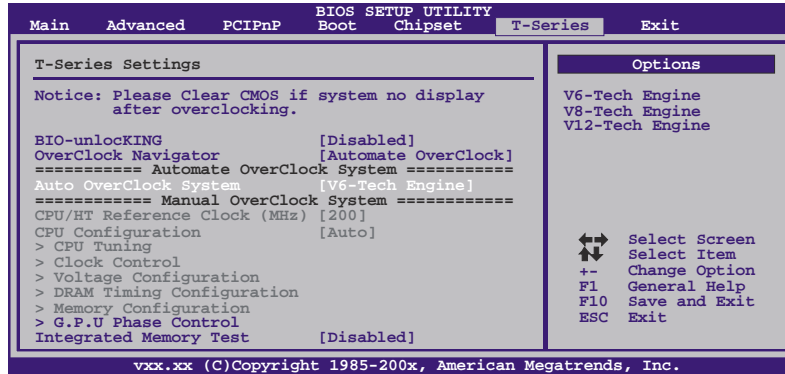 BIOS SETUP UTILITY
Main Advanced PCIPnP Boot Chipset T-Series Exit
T-Series Settings
Notice: Please Clear CMOS if system no display
after overclocking.
BIO-unlocKING [Disabled]
OverClock Navigator [Automate OverClock]
=========== Automate OverClock System ===========
Auto OverClock System [V6-Tech Engine]
============ Manual OverClock System ============
CPU/HT Reference Clock (MHz) [200]
CPU Configuration [Auto]
> CPU Tuning
> Clock Control
> Voltage Configuration
> DRAM Timing Configuration
> Memory Configuration
> G.P.U Phase Control
Integrated Memory Test [Disabled]
Options
V6-Tech Engine
V8-Tech Engine
V12-Tech Engine
Select Screen
Select Item
+- Change Option
F1 General Help
F10 Save and Exit
ESC Exit
vxx.xx (C)Copyright 1985-200x, American Megatrends, Inc.